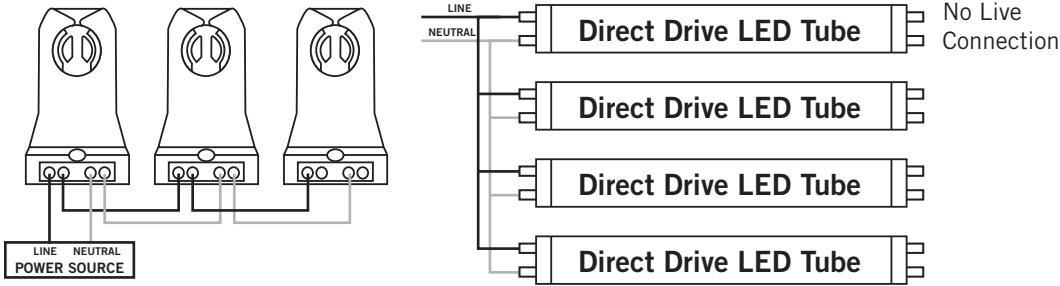 LINE NEUTRAL
POWER SOURCE
LINE
NEUTRAL
Direct Drive LED Tube
No Live
Connection
Direct Drive LED Tube
Direct Drive LED Tube
Direct Drive LED Tube